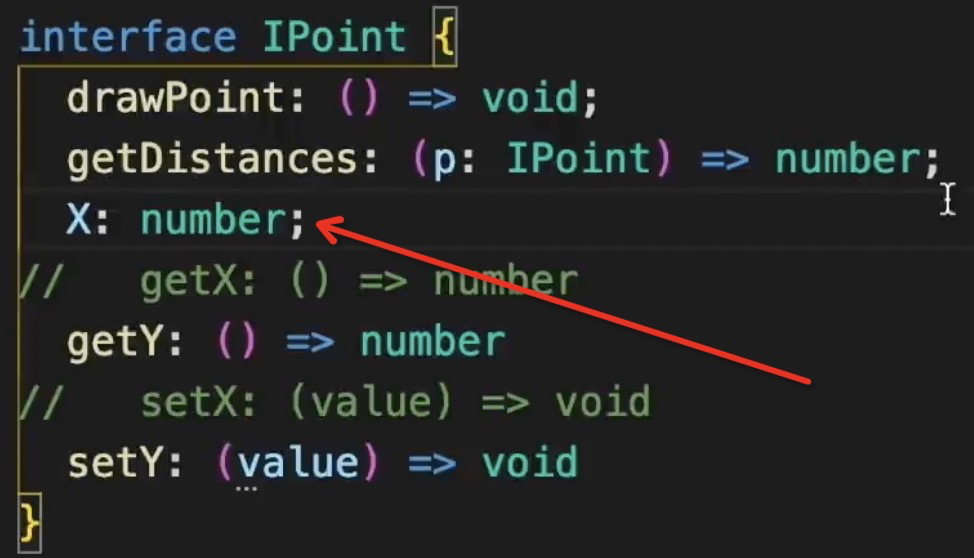 interface IPoint {
drawPoint: () => void;
getDistances: (p: IPoint) => number;
X: number;
// getX: () => number
getY: () => number
// setX: (value) => void
setY: (value) => void
}